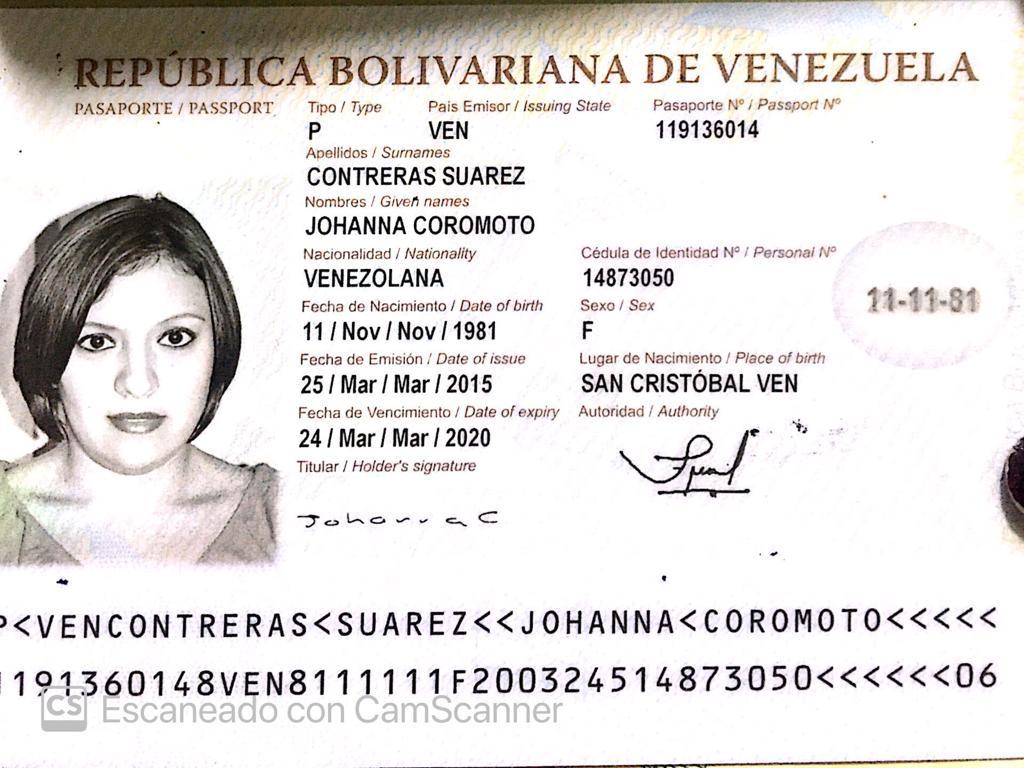 REPÚBLICA BOLIVARIANA DE VENEZUELA
PASAPORTE / PASSPORT
Tipo / Type País Emisor / Issuing State Pasaporte Nº / Passport Nº
P VEN 119136014
Apellidos / Surnames
CONTRERAS SUAREZ
Nombres / Given names
JOHANNA COROMOTO
Nacionalidad / Nationality Cédula de Identidad Nº / Personal Nº
VENEZOLANA 14873050
11-11-81
Fecha de Nacimiento / Date of birth Sexo / Sex
11 / Nov / Nov / 1981 F
Fecha de Emisión / Date of issue Lugar de Nacimiento / Place of birth
25 / Mar / Mar / 2015 SAN CRISTÓBAL VEN
Fecha de Vencimiento / Date of expiry Autoridad / Authority
24 / Mar / Mar / 2020
Titular / Holder's signature
Johanna C
P<VENCONTRERAS<SUAREZ<<JOHANNA<COROMOTO<<<<<
1191360148VEN8111111F200324514873050<<<<<<06
CS Escaneado con CamScanner